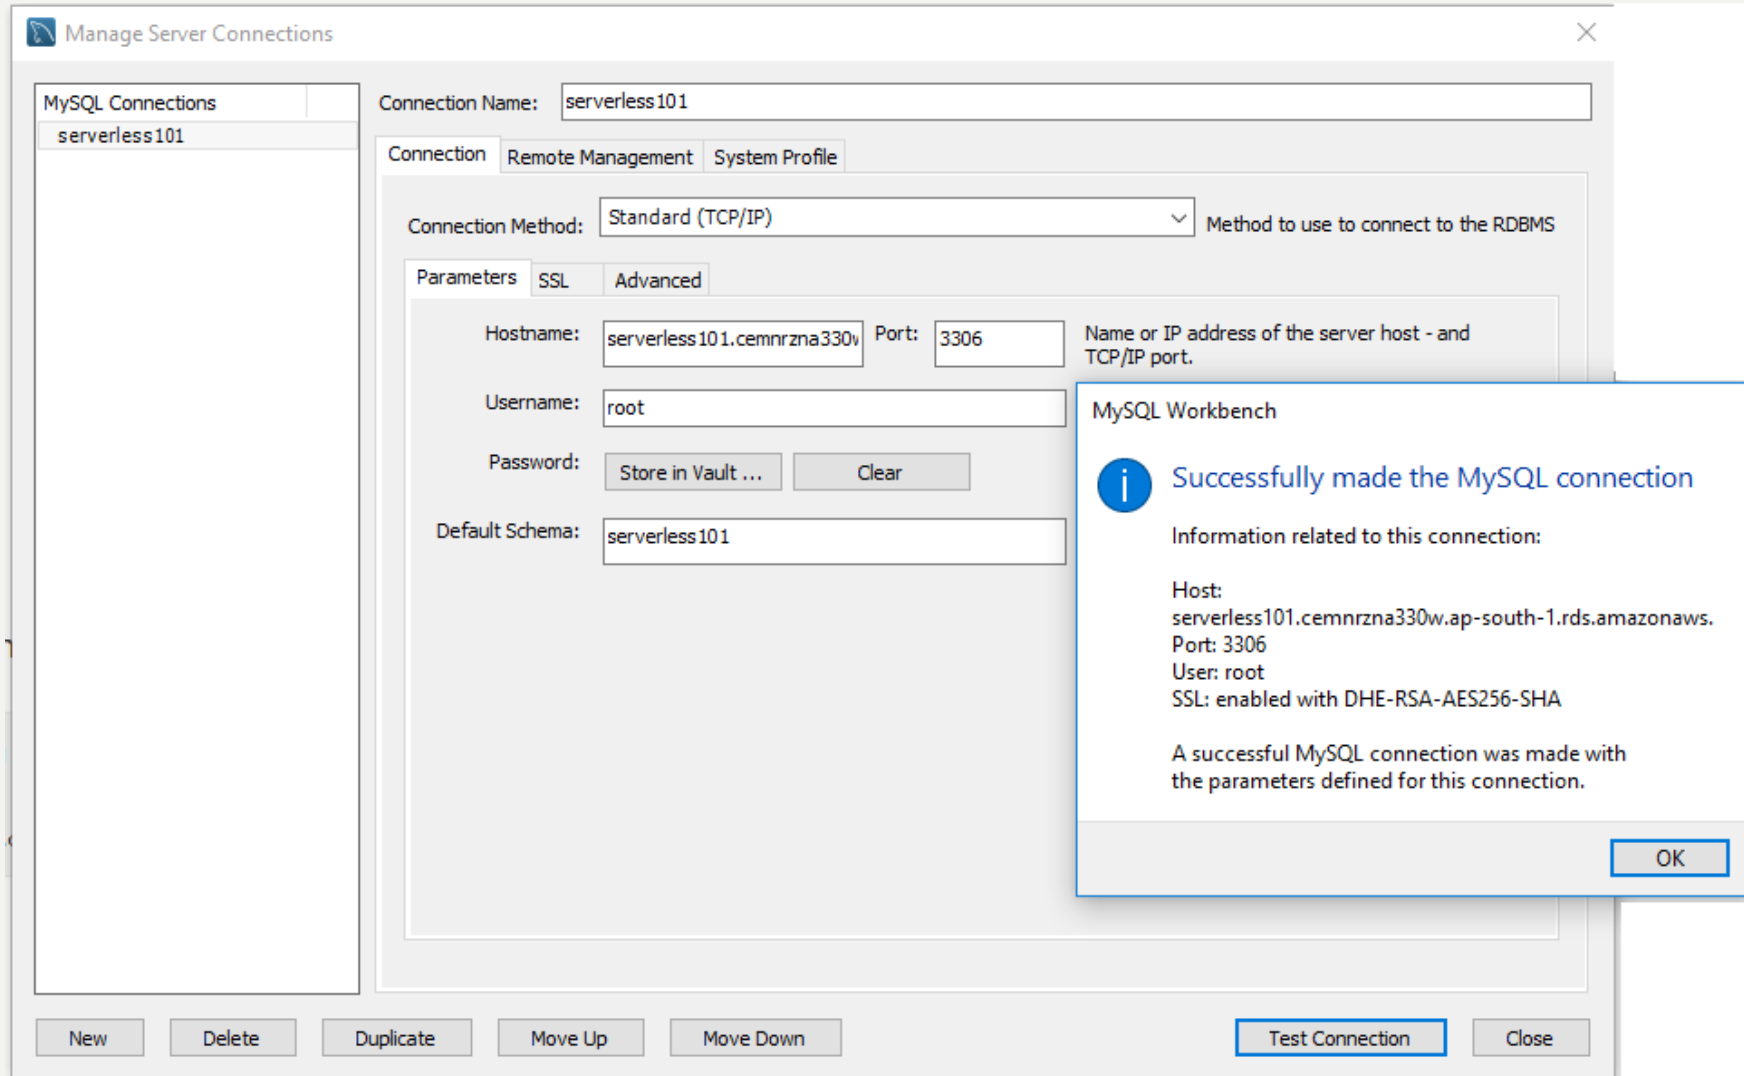 Manage Server Connections
MySQL Connections
serverless101
Connection Name: serverless101
Connection Remote Management System Profile
Connection Method: Standard (TCP/IP) Method to use to connect to the RDBMS
Parameters SSL Advanced
Hostname: serverless101.cemnrzna330w Port: 3306 Name or IP address of the server host - and
TCP/IP port.
Username: root
Password: Store in Vault ... Clear
Default Schema: serverless101
MySQL Workbench
Successfully made the MySQL connection
Information related to this connection:
Host:
serverless101.cemnrzna330w.ap-south-1.rds.amazonaws.
Port: 3306
User: root
SSL: enabled with DHE-RSA-AES256-SHA
A successful MySQL connection was made with
the parameters defined for this connection.
OK
New Delete Duplicate Move Up Move Down Test Connection Close